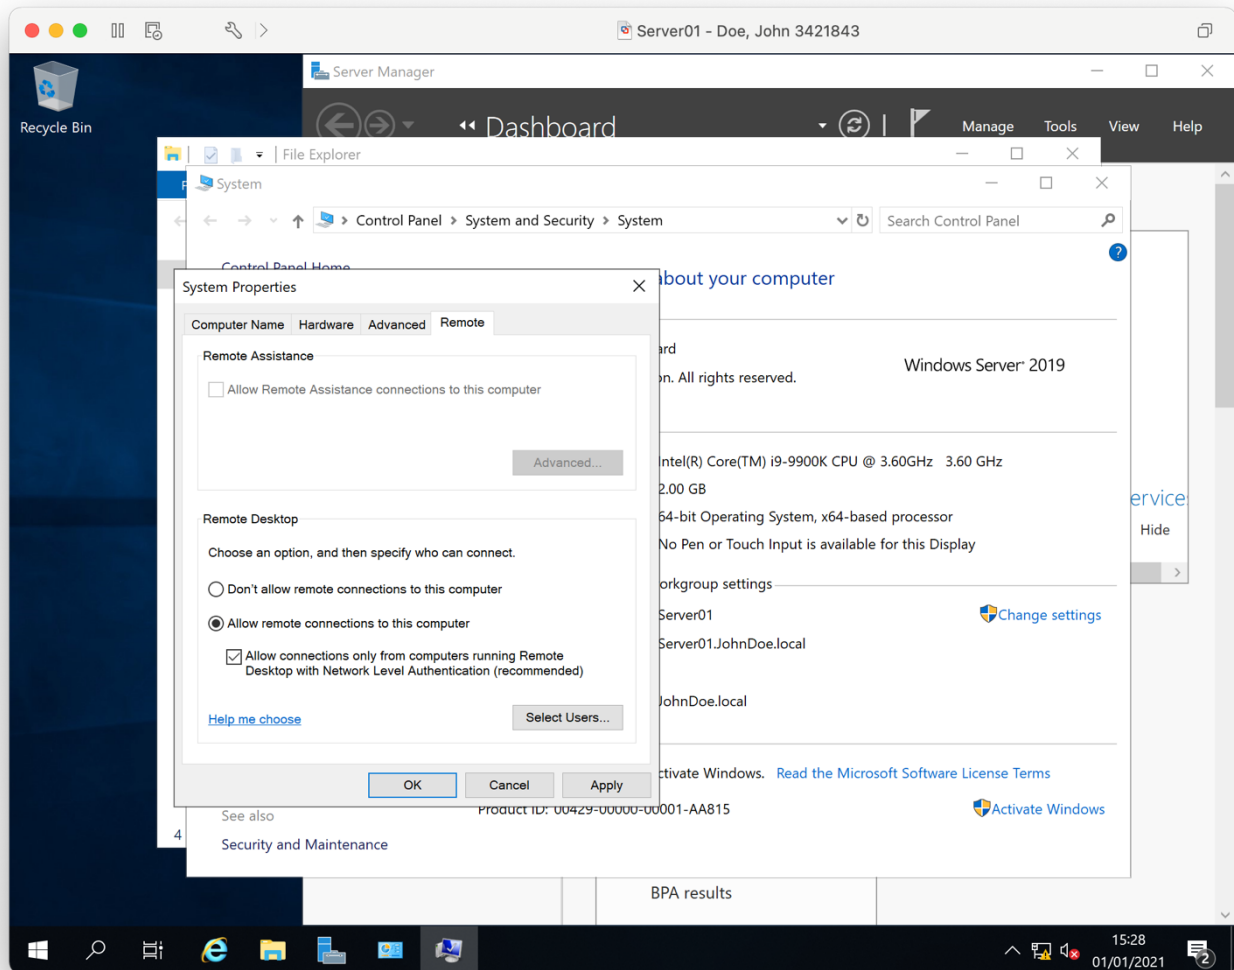 Server01 - Doe, John 3421843
Recycle Bin
Server Manager
Dashboard
Manage Tools View Help
File Explorer
System
Control Panel > System and Security > System
Search Control Panel
Control Panel Home
about your computer
System Properties
Computer Name Hardware Advanced Remote
Remote Assistance
Allow Remote Assistance connections to this computer
Advanced...
Remote Desktop
Choose an option, and then specify who can connect.
Don't allow remote connections to this computer
Allow remote connections to this computer
Allow connections only from computers running Remote
Desktop with Network Level Authentication (recommended)
Help me choose
Select Users...
OK Cancel Apply
ard
on. All rights reserved.
Windows Server 2019
Intel(R) Core(TM) i9-9900K CPU @ 3.60GHz 3.60 GHz
2.00 GB
64-bit Operating System, x64-based processor
No Pen or Touch Input is available for this Display
orkgroup settings
Server01
Change settings
Server01.JohnDoe.local
JohnDoe.local
ctivate Windows. Read the Microsoft Software License Terms
Product ID: 00429-00000-00001-AA815
Activate Windows
See also
Security and Maintenance
4
ervice
Hide
BPA results
15:28
01/01/2021
2